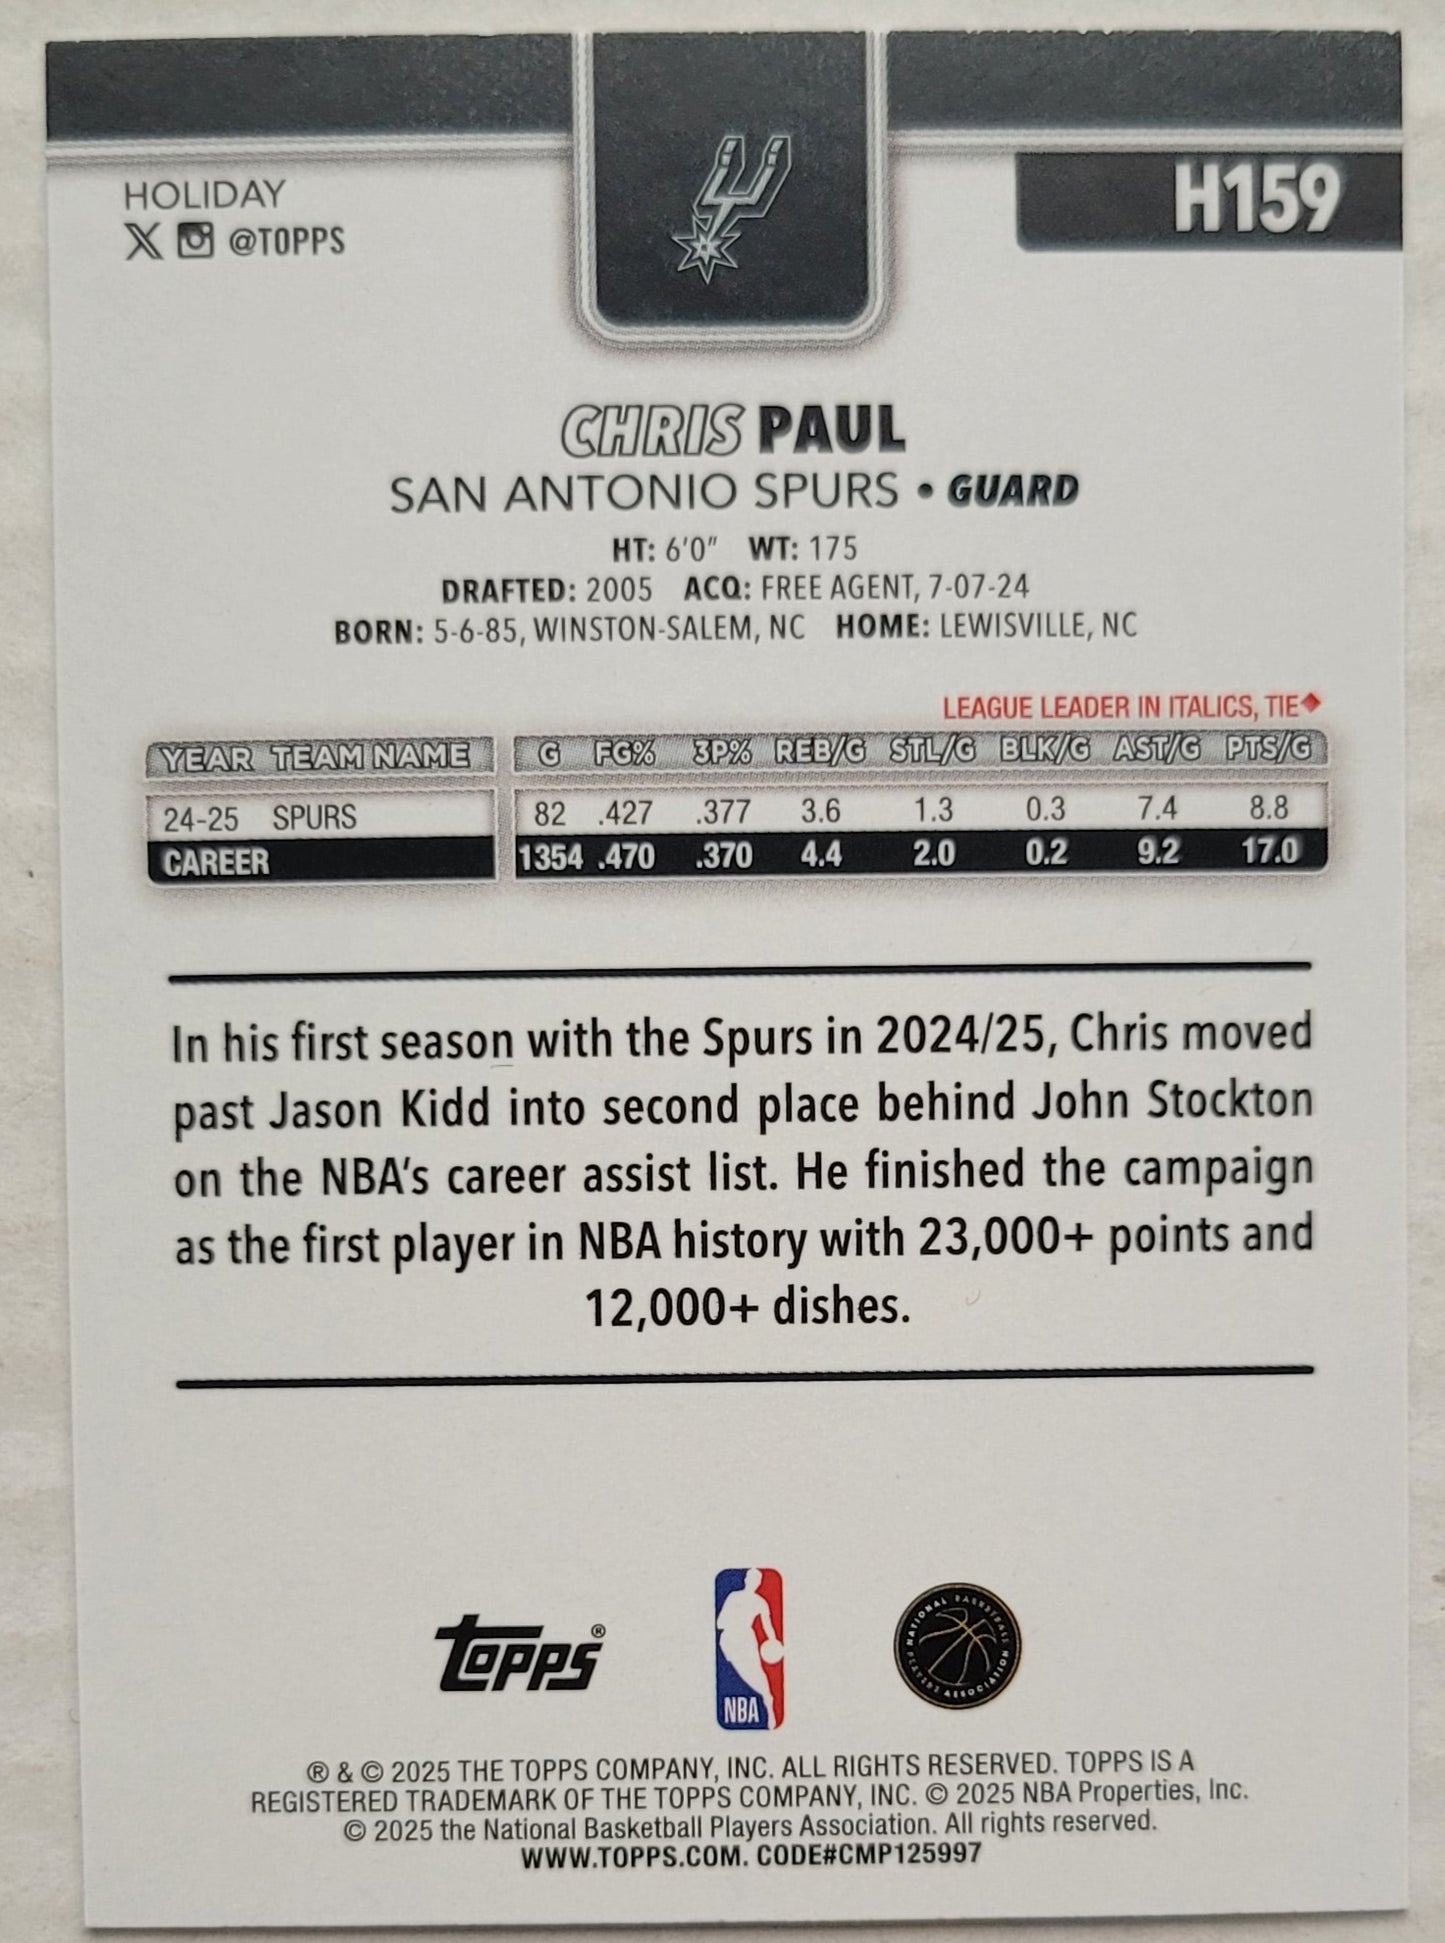 HOLIDAY
X @TOPPS
H159
CHRIS PAUL
SAN ANTONIO SPURS • GUARD
HT: 6'0" WT: 175
DRAFTED: 2005 ACQ: FREE AGENT, 7-07-24
BORN: 5-6-85, WINSTON-SALEM, NC HOME: LEWISVILLE, NC
LEAGUE LEADER IN ITALICS, TIE♦
YEAR TEAM NAME G FG% 3P% REB/G STL/G BLK/G AST/G PTS/G
24-25 SPURS 82 .427 .377 3.6 1.3 0.3 7.4 8.8
CAREER 1354 .470 .370 4.4 2.0 0.2 9.2 17.0
In his first season with the Spurs in 2024/25, Chris moved
past Jason Kidd into second place behind John Stockton
on the NBA's career assist list. He finished the campaign
as the first player in NBA history with 23,000+ points and
12,000+ dishes.
TOPPS®
NBA
NATIONAL BASKETBALL PLAYERS ASSOCIATION
® & © 2025 THE TOPPS COMPANY, INC. ALL RIGHTS RESERVED. TOPPS IS A
REGISTERED TRADEMARK OF THE TOPPS COMPANY, INC. © 2025 NBA Properties, Inc.
© 2025 the National Basketball Players Association. All rights reserved.
WWW.TOPPS.COM. CODE#CMP125997